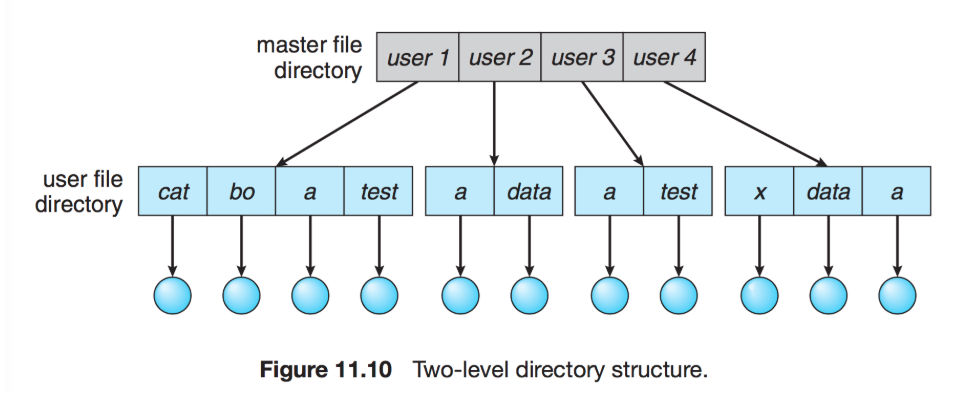 master file
directory
user 1 user 2 user 3 user 4
user file
directory
cat bo a test a data a test x data a
Figure 11.10 Two-level directory structure.